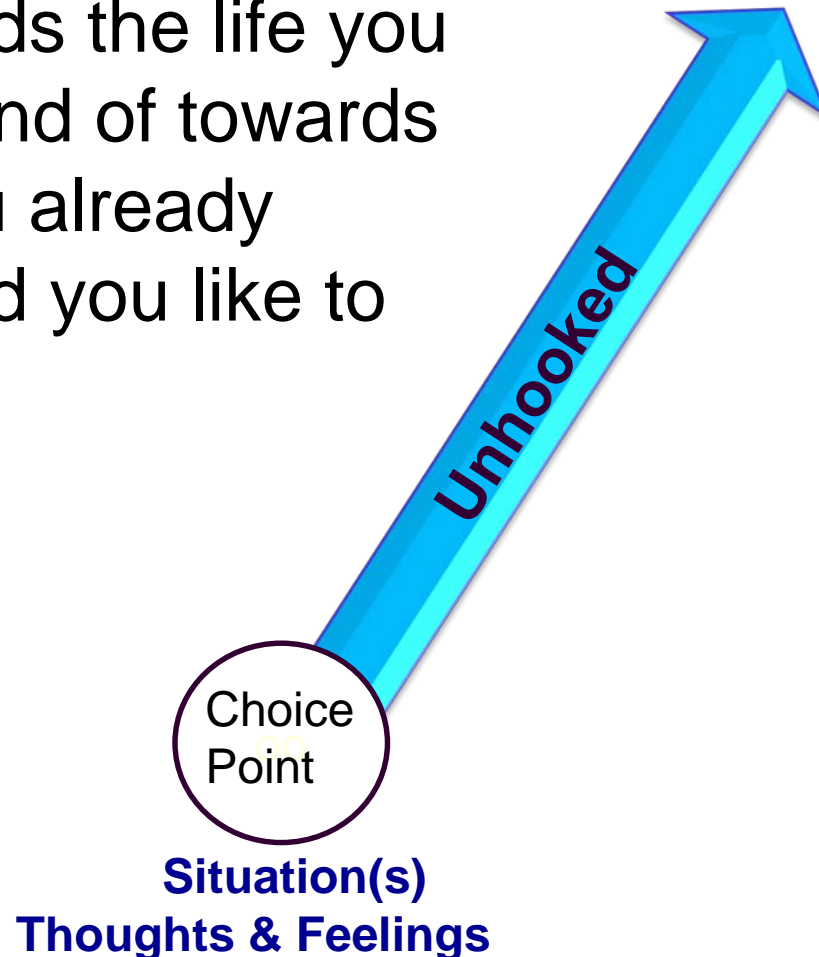 ds the life you
nd of towards
u already
d you like to
Unhooked
Choice
Point
Situation(s)
Thoughts & Feelings